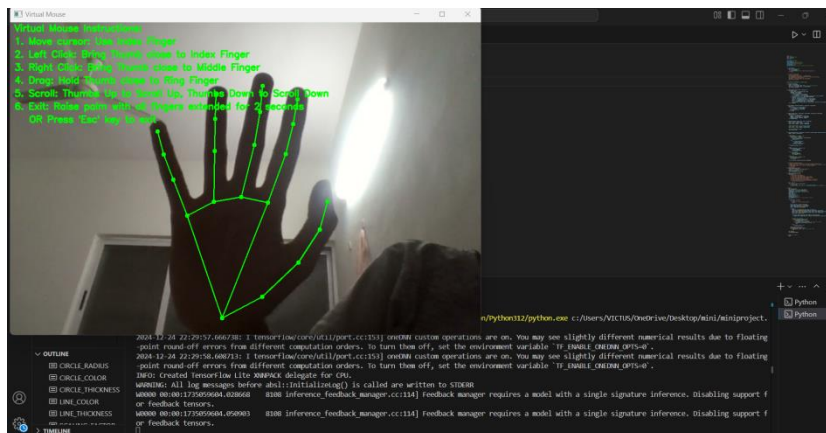 Virtual Mouse
Virtual Mouse Instructions
1. Move cursor: Use Index Finger
2. Left Click: Bring Thumb close to Index Finger
3. Right Click: Bring Thumb close to Middle Finger
4. Drag: Hold Thumb close to Ring Finger
5. Scroll: Thumbs Up to Scroll Up, Thumbs Down to Scroll Down
6. Exit: Raise palm with all fingers extended for 2 seconds
OR Press 'Esc' key to exit
n/Python312/python.exe c:/Users/VICTUS/OneDrive/Desktop/mini/miniproject.
2024-12-24 22:29:57.666738: I tensorflow/core/util/port.cc:153] oneDNN custom operations are on. You may see slightly different numerical results due to floating
-point round-off errors from different computation orders. To turn them off, set the environment variable `TF_ENABLE_ONEDNN_OPTS=0`.
2024-12-24 22:29:58.608713: I tensorflow/core/util/port.cc:153] oneDNN custom operations are on. You may see slightly different numerical results due to floating
-point round-off errors from different computation orders. To turn them off, set the environment variable `TF_ENABLE_ONEDNN_OPTS=0`.
INFO: Created TensorFlow Lite XNNPACK delegate for CPU.
WARNING: All log messages before absl::InitializeLog() is called are written to STDERR
W0000 00:00:1735059604.028668 8108 inference_feedback_manager.cc:114] Feedback manager requires a model with a single signature inference. Disabling support f
or feedback tensors.
W0000 00:00:1735059604.050903 8108 inference_feedback_manager.cc:114] Feedback manager requires a model with a single signature inference. Disabling support f
or feedback tensors.
OUTLINE
CIRCLE_RADIUS
CIRCLE_COLOR
CIRCLE_THICKNESS
LINE_COLOR
LINE_THICKNESS
TIMELINE
Python
Python